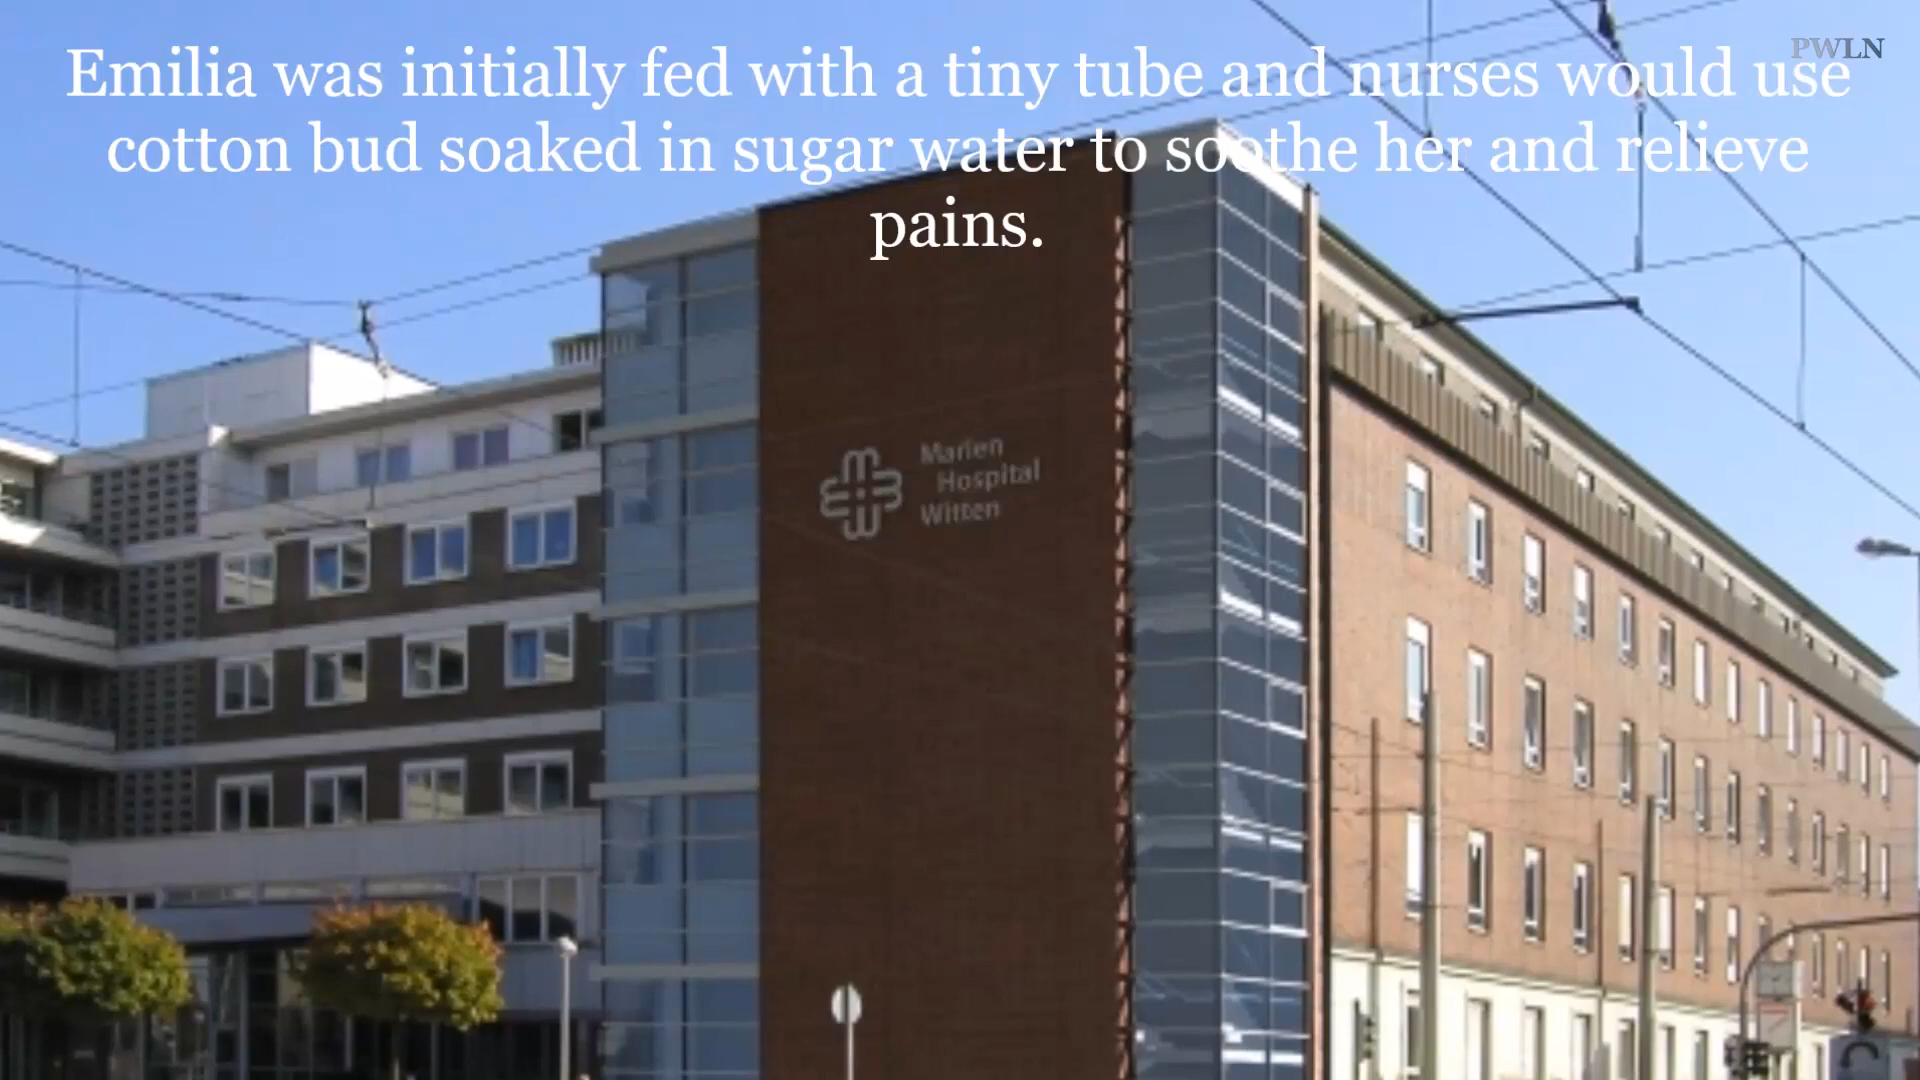 PWLN
Emilia was initially fed with a tiny tube and nurses would use
cotton bud soaked in sugar water to soothe her and relieve
pains.
Marien
Hospital
Witten